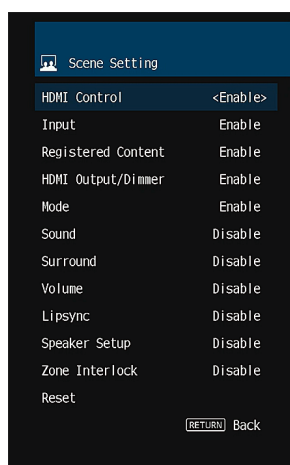 Scene Setting
HDMI Control <Enable>
Input Enable
Registered Content Enable
HDMI Output/Dimmer Enable
Mode Enable
Sound Disable
Surround Disable
Volume Disable
Lipsync Disable
Speaker Setup Disable
Zone Interlock Disable
Reset
RETURN Back